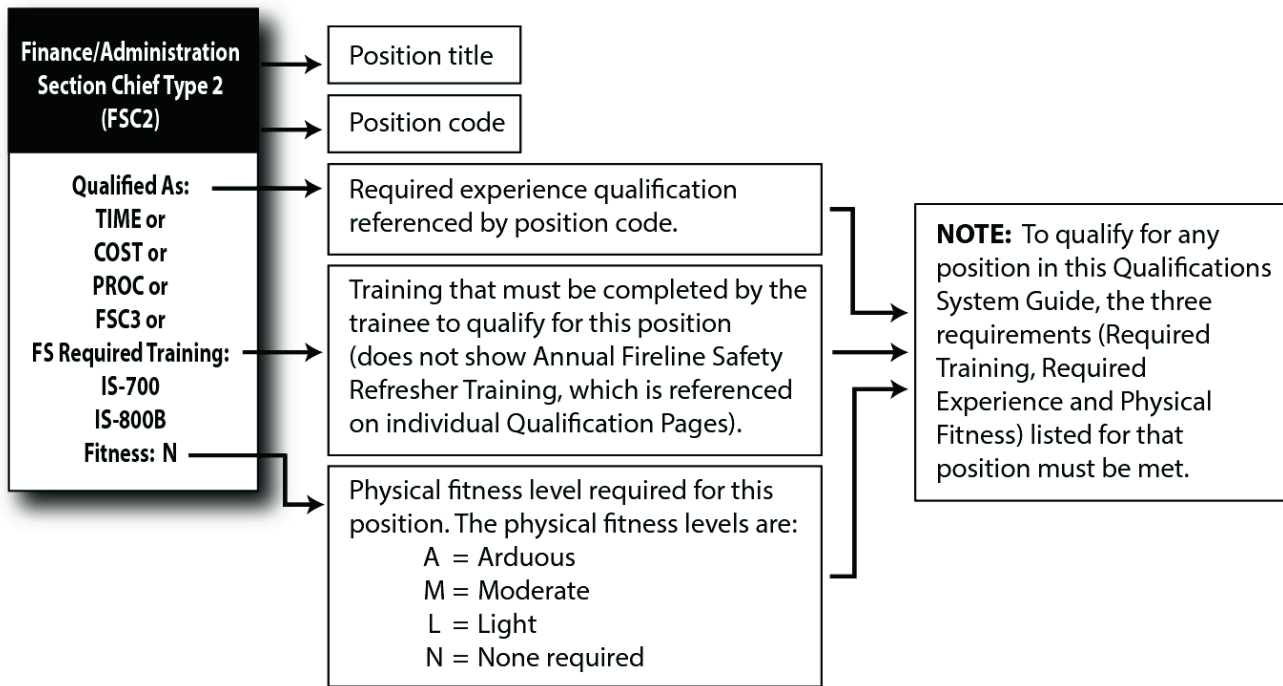 Finance/Administration
Section Chief Type 2
(FSC2)
Qualified As:
TIME or
COST or
PROC or
FSC3 or
FS Required Training:
IS-700
IS-800B
Fitness: N
Position title
Position code
Required experience qualification
referenced by position code.
Training that must be completed by the
trainee to qualify for this position
(does not show Annual Fireline Safety
Refresher Training, which is referenced
on individual Qualification Pages).
Physical fitness level required for this
position. The physical fitness levels are:
A = Arduous
M = Moderate
L = Light
N = None required
NOTE: To qualify for any
position in this Qualifications
System Guide, the three
requirements (Required
Training, Required
Experience and Physical
Fitness) listed for that
position must be met.